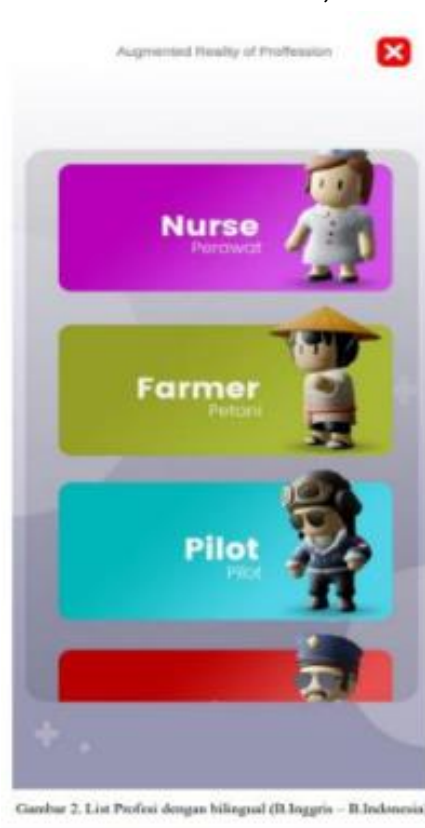 Augmented Reality of Proffession
Nurse
Perawat
Farmer
Petani
Pilot
Pilot
Gambar 2. List Profesi dengan bilingual (B.Inggris – B.Indonesia)